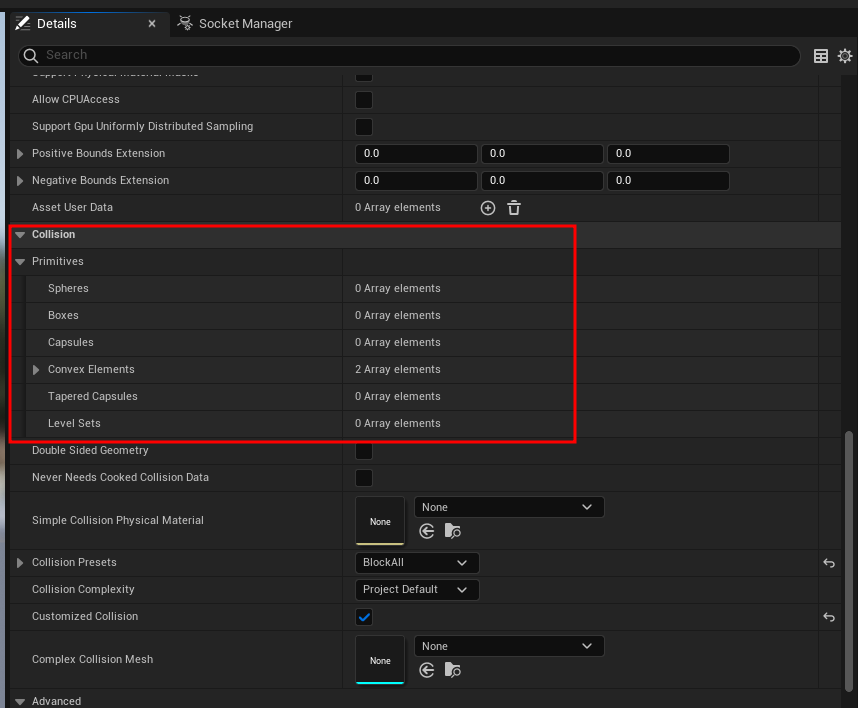 Details
Socket Manager
Search
Support Physical Material Masks
Allow CPUAccess
Support Gpu Uniformly Distributed Sampling
Positive Bounds Extension 0.0 0.0 0.0
Negative Bounds Extension 0.0 0.0 0.0
Asset User Data 0 Array elements
Collision
Primitives
Spheres 0 Array elements
Boxes 0 Array elements
Capsules 0 Array elements
Convex Elements 2 Array elements
Tapered Capsules 0 Array elements
Level Sets 0 Array elements
Double Sided Geometry
Never Needs Cooked Collision Data
Simple Collision Physical Material None None
Collision Presets BlockAll
Collision Complexity Project Default
Customized Collision
Complex Collision Mesh None None
Advanced